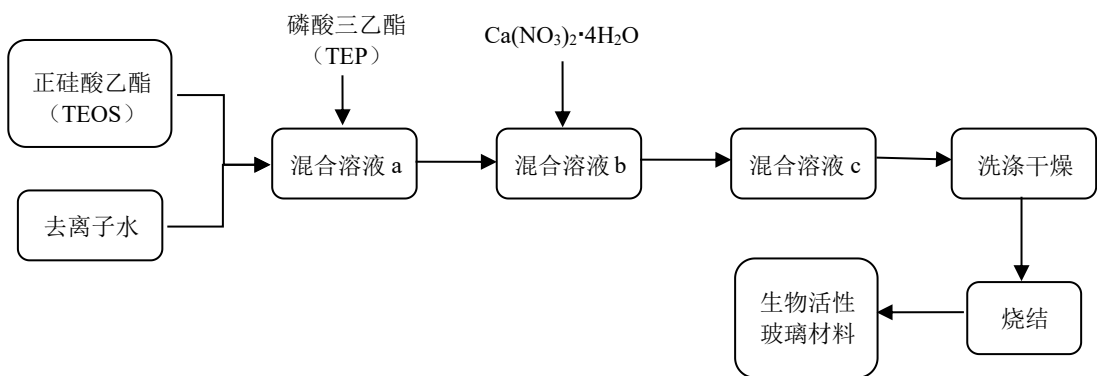 正硅酸乙酯
（TEOS）
去离子水
磷酸三乙酯
（TEP）
混合溶液 a
Ca(NO₃)₂·4H₂O
混合溶液 b
混合溶液 c
洗涤干燥
烧结
生物活性
玻璃材料